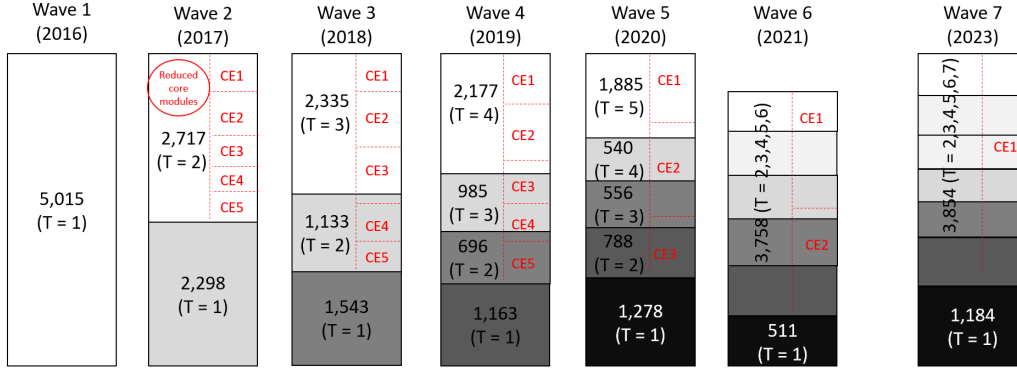 Wave 1
(2016)
5,015
(T = 1)
Wave 2
(2017)
Reduced
core
modules
2,717
(T = 2)
CE1
CE2
CE3
CE4
CE5
2,298
(T = 1)
Wave 3
(2018)
2,335
(T = 3)
CE1
CE2
CE3
1,133
(T = 2)
CE4
CE5
1,543
(T = 1)
Wave 4
(2019)
2,177
(T = 4)
CE1
CE2
985
(T = 3)
CE3
CE4
696
(T = 2)
CE5
1,163
(T = 1)
Wave 5
(2020)
1,885
(T = 5)
CE1
540
(T = 4)
CE2
556
(T = 3)
788
(T = 2)
CE3
1,278
(T = 1)
Wave 6
(2021)
3,758 (T = 2,3,4,5,6)
CE1
CE2
511
(T = 1)
Wave 7
(2023)
3,854 (T = 2,3,4,5,6,7)
CE1
1,184
(T = 1)